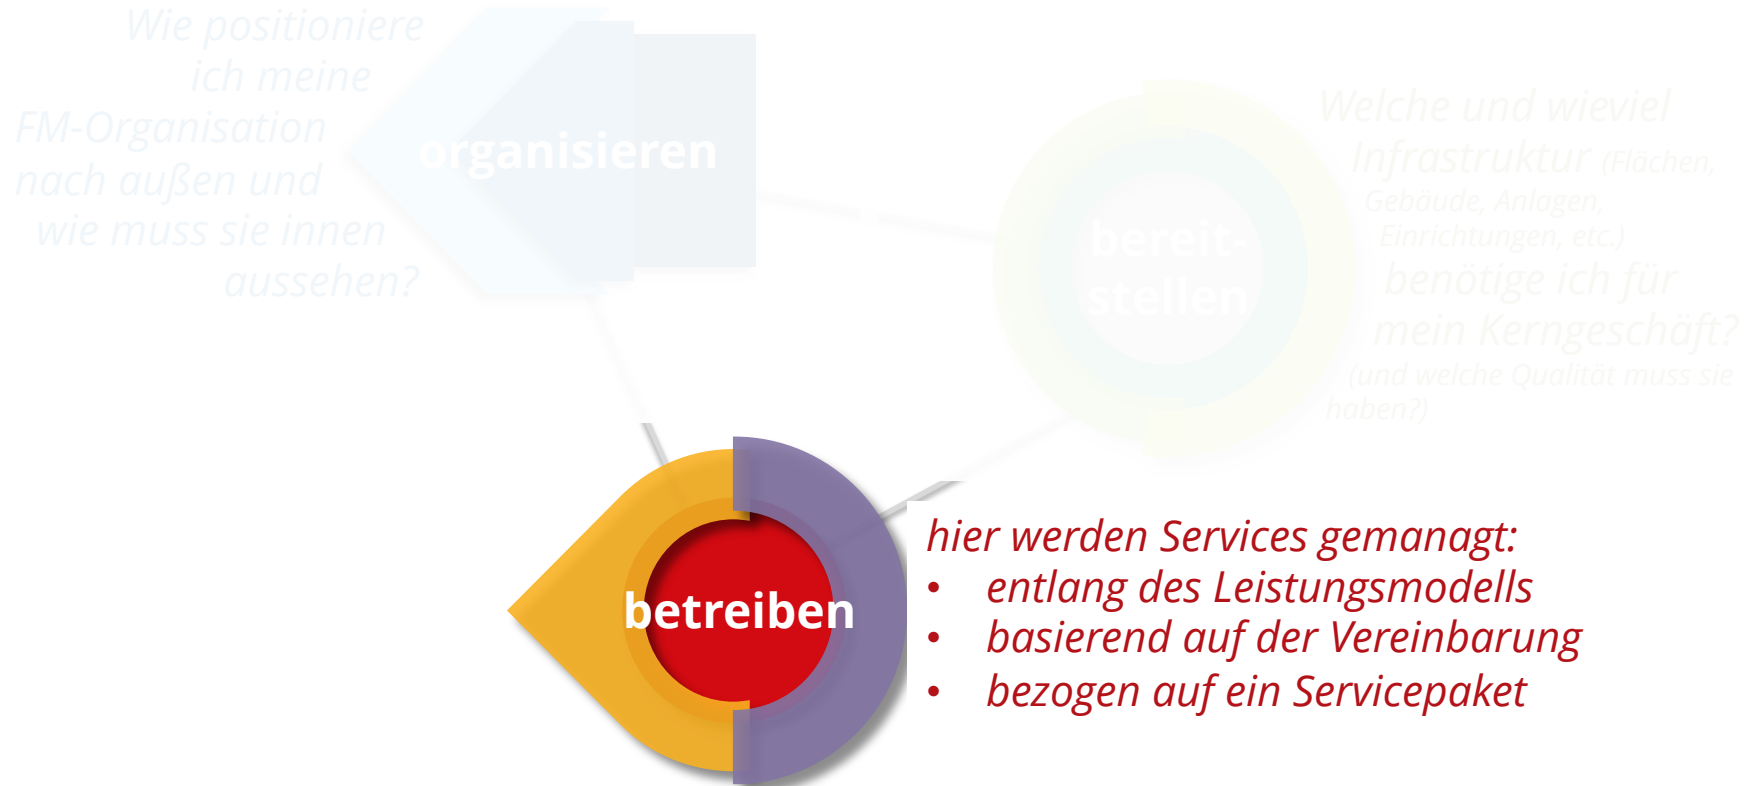 Wie positioniere
ich meine
FM-Organisation
nach außen und
wie muss sie innen
aussehen?
organisieren
Welche und wieviel
Infrastruktur (Flächen,
Gebäude, Anlagen,
Einrichtungen, etc.)
benötige ich für
mein Kerngeschäft?
(und welche Qualität muss sie
haben?)
bereit-
stellen
betreiben
hier werden Services gemanagt:
• entlang des Leistungsmodells
• basierend auf der Vereinbarung
• bezogen auf ein Servicepaket